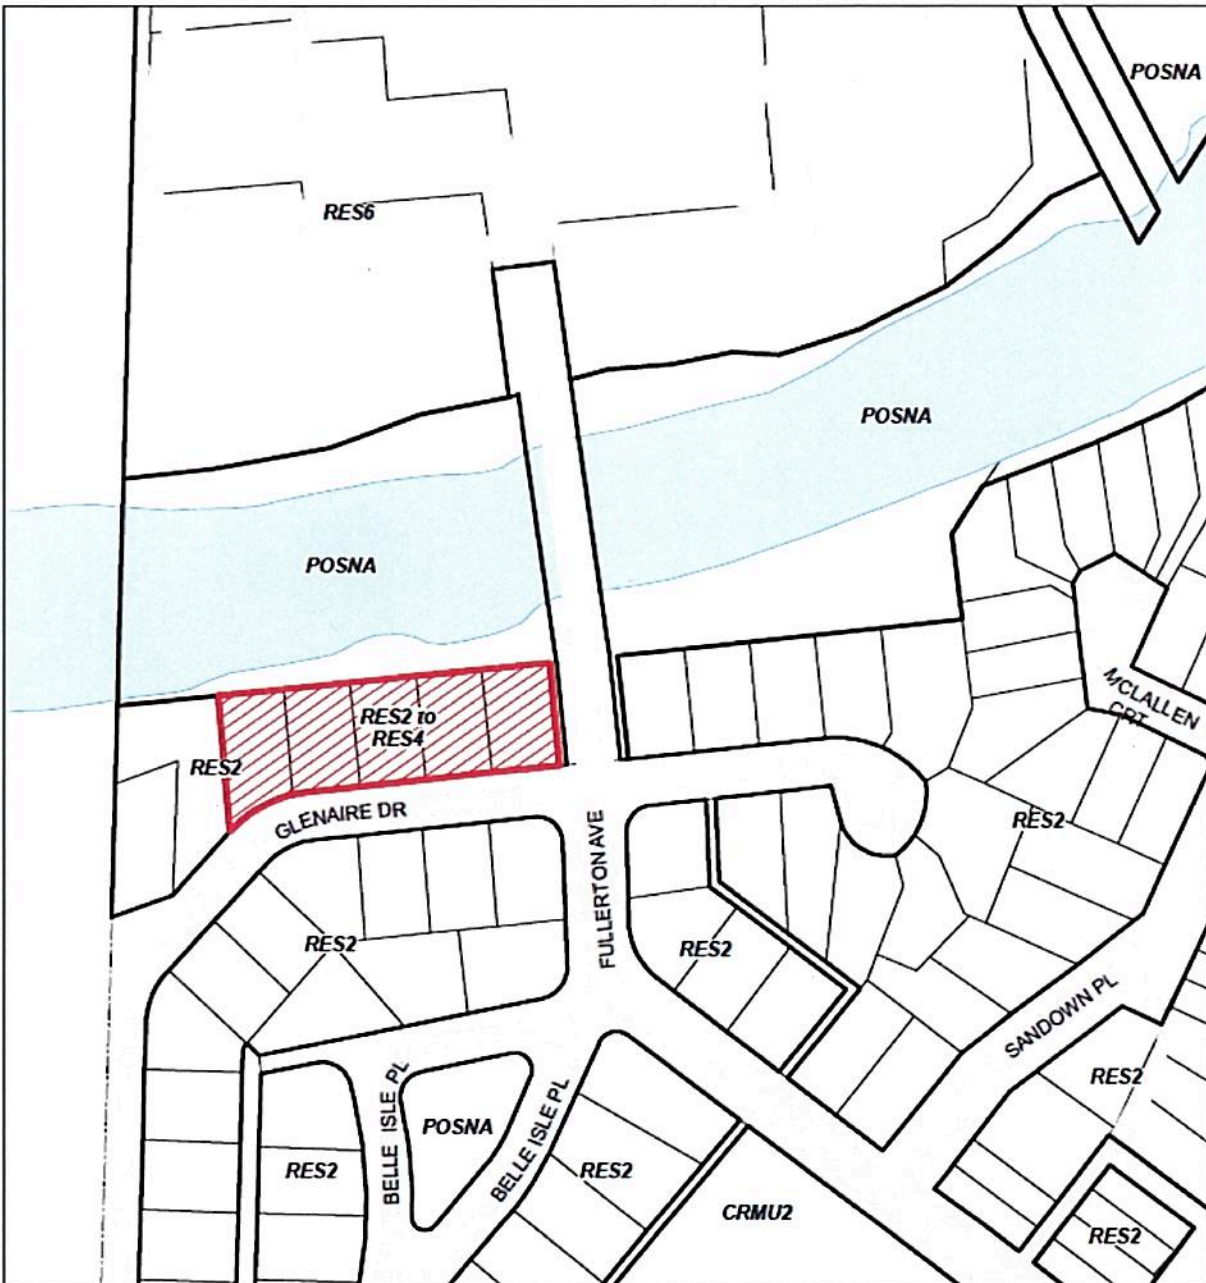 POSNA
RES6
POSNA
POSNA
MCLALLEN
CRT
RES2 to
RES4
RES2
GLENAIRE DR
RES2
FULLERTON AVE
RES2
RES2
SANDOWN PL
RES2
BELLE ISLE PL
POSNA
BELLE ISLE PL
RES2
RES2
CRMU2
RES2